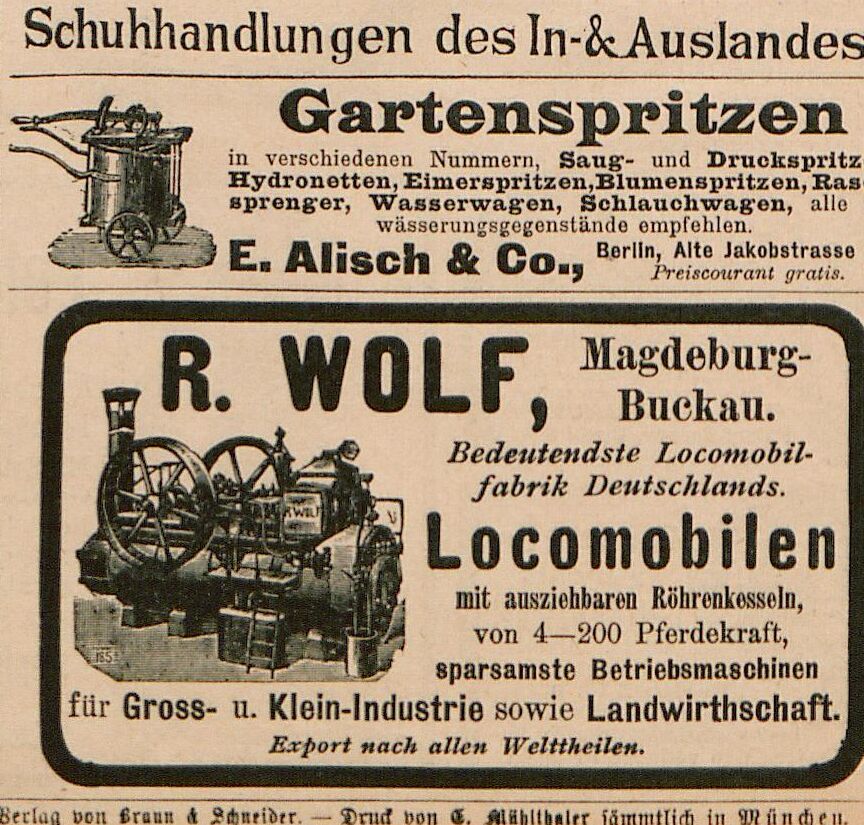 Schuhhandlungen des In-& Auslandes
Gartenspritzen
in verschiedenen Nummern, Saug- und Druckspritz
Hydronetten, Eimerspritzen, Blumenspritzen, Ras
sprenger, Wasserwagen, Schlauchwagen, alle
wässerungsgegenstände empfehlen.
E. Alisch & Co., Berlin, Alte Jakobstrasse
Preiscourant gratis.
R. WOLF, Magdeburg-
Buckau.
Bedeutendste Locomobil-
fabrik Deutschlands.
Locomobilen
mit ausziehbaren Röhrenkesseln,
von 4—200 Pferdekraft,
sparsamste Betriebsmaschinen
für Gross- u. Klein-Industrie sowie Landwirthschaft.
Export nach allen Welttheilen.
R WOLF
Verlag von Braun & Schneider. — Druck von E. Mühlthaler sämmtlich in München.